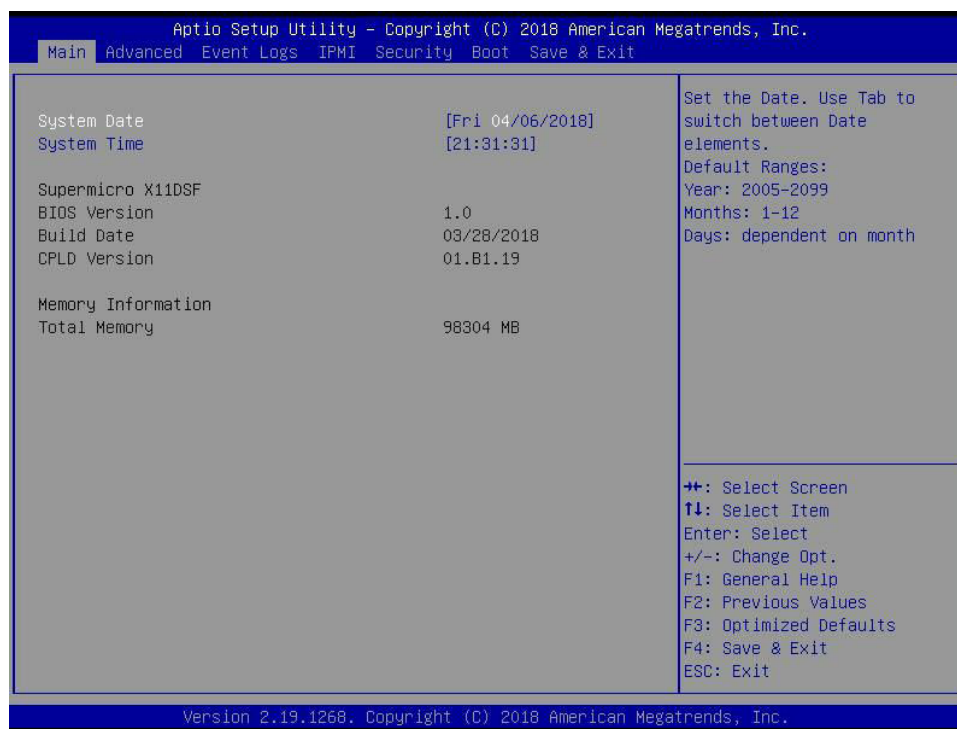 Aptio Setup Utility – Copyright (C) 2018 American Megatrends, Inc.
Main Advanced Event Logs IPMI Security Boot Save & Exit
System Date [Fri 04/06/2018]
System Time [21:31:31]
Supermicro X11DSF
BIOS Version 1.0
Build Date 03/28/2018
CPLD Version 01.B1.19
Memory Information
Total Memory 98304 MB
Set the Date. Use Tab to
switch between Date
elements.
Default Ranges:
Year: 2005-2099
Months: 1-12
Days: dependent on month
→←: Select Screen
↑↓: Select Item
Enter: Select
+/-: Change Opt.
F1: General Help
F2: Previous Values
F3: Optimized Defaults
F4: Save & Exit
ESC: Exit
Version 2.19.1268. Copyright (C) 2018 American Megatrends, Inc.